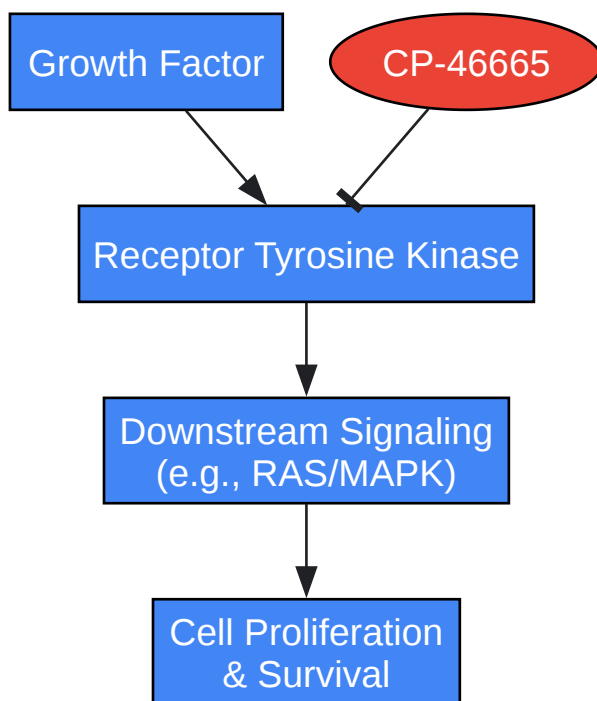 Growth Factor
CP-46665
Receptor Tyrosine Kinase
Downstream Signaling
(e.g., RAS/MAPK)
Cell Proliferation
& Survival